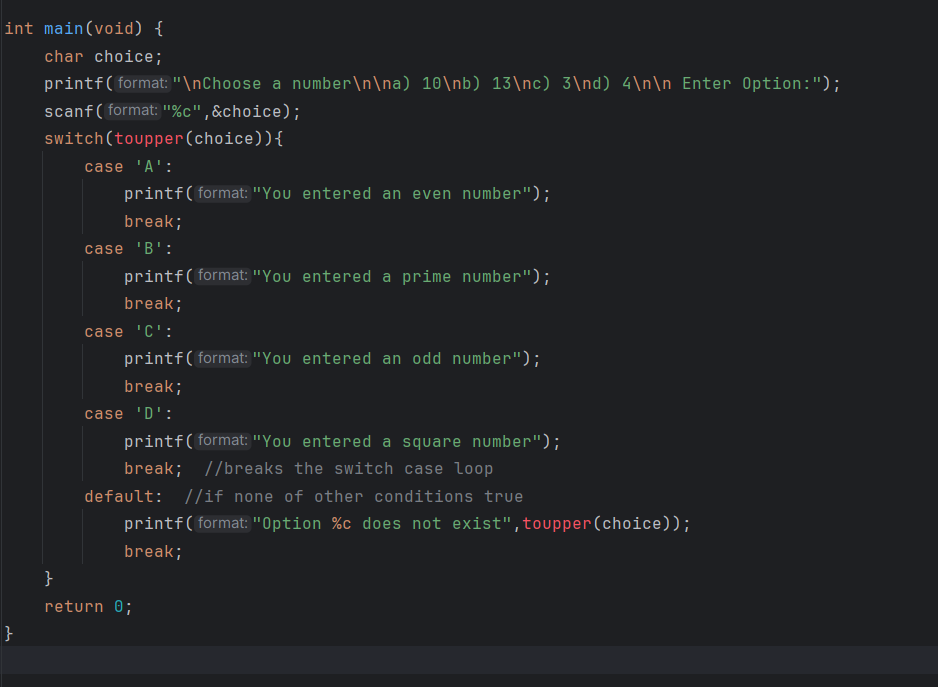 int main(void) {
    char choice;
    printf(format: "\nChoose a number\n\na) 10\nb) 13\nc) 3\nd) 4\n\n Enter Option:");
    scanf(format: "%c",&choice);
    switch(toupper(choice)){
        case 'A':
            printf(format: "You entered an even number");
            break;
        case 'B':
            printf(format: "You entered a prime number");
            break;
        case 'C':
            printf(format: "You entered an odd number");
            break;
        case 'D':
            printf(format: "You entered a square number");
            break;  //breaks the switch case loop
        default:  //if none of other conditions true
            printf(format: "Option %c does not exist",toupper(choice));
            break;
    }
    return 0;
}